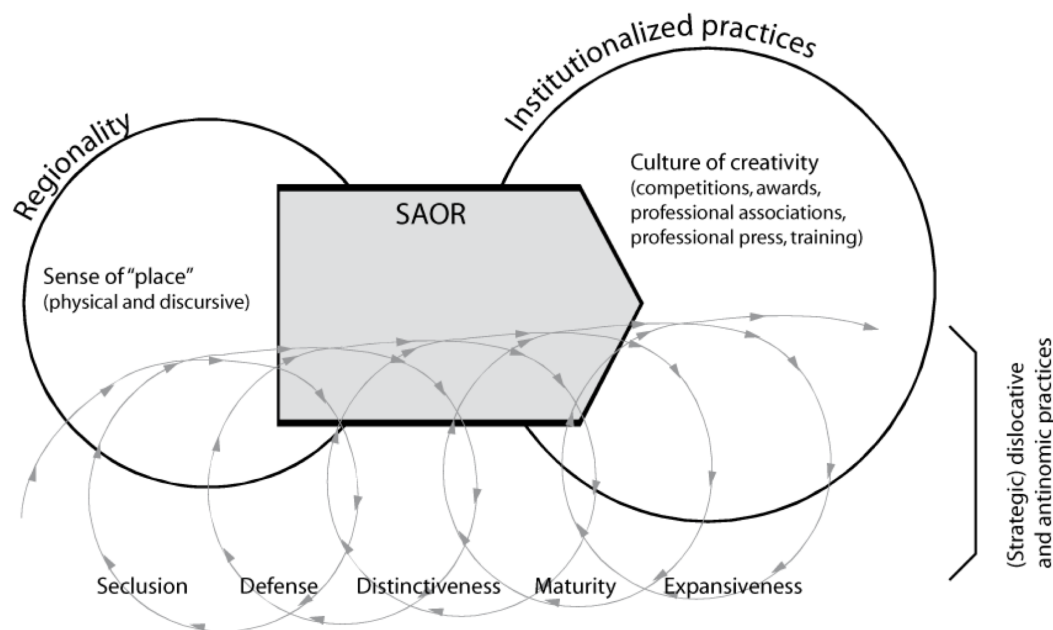 Regionality
Institutionalized practices
SAOR
Culture of creativity
(competitions, awards,
professional associations,
professional press, training)
Sense of “place”
(physical and discursive)
(Strategic) dislocative
and antinomic practices
Seclusion
Defense
Distinctiveness
Maturity
Expansiveness